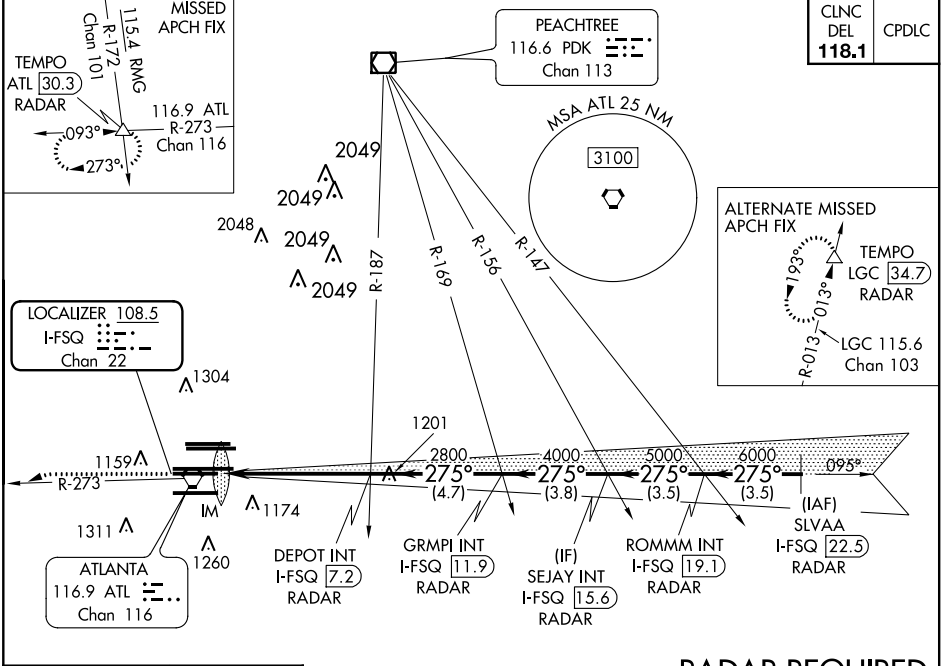 MISSED
APCH FIX
115.4 RMG
R-172
Chan 101
TEMPO
ATL 30.3
RADAR
116.9 ATL
R-273
Chan 116
093°
273°
PEACHTREE
116.6 PDK
Chan 113
CLNC
DEL
118.1
CPDLC
MSA ATL 25 NM
3100
2049
2049
2048
2049
2049
R-187
R-169
R-156
R-147
ALTERNATE MISSED
APCH FIX
TEMPO
LGC 34.7
RADAR
193°
013°
R-013
LGC 115.6
Chan 103
LOCALIZER 108.5
I-FSQ
Chan 22
1304
1201
1159
R-273
IM
1174
1311
1260
2800
275°
(4.7)
4000
275°
(3.8)
5000
275°
(3.5)
6000
275°
(3.5)
095°
(IAF)
SLVAA
I-FSQ 22.5
RADAR
ROMMM INT
I-FSQ 19.1
RADAR
(IF)
SEJAY INT
I-FSQ 15.6
RADAR
GRMPI INT
I-FSQ 11.9
RADAR
DEPOT INT
I-FSQ 7.2
RADAR
ATLANTA
116.9 ATL
Chan 116
RADAR REQUIRED